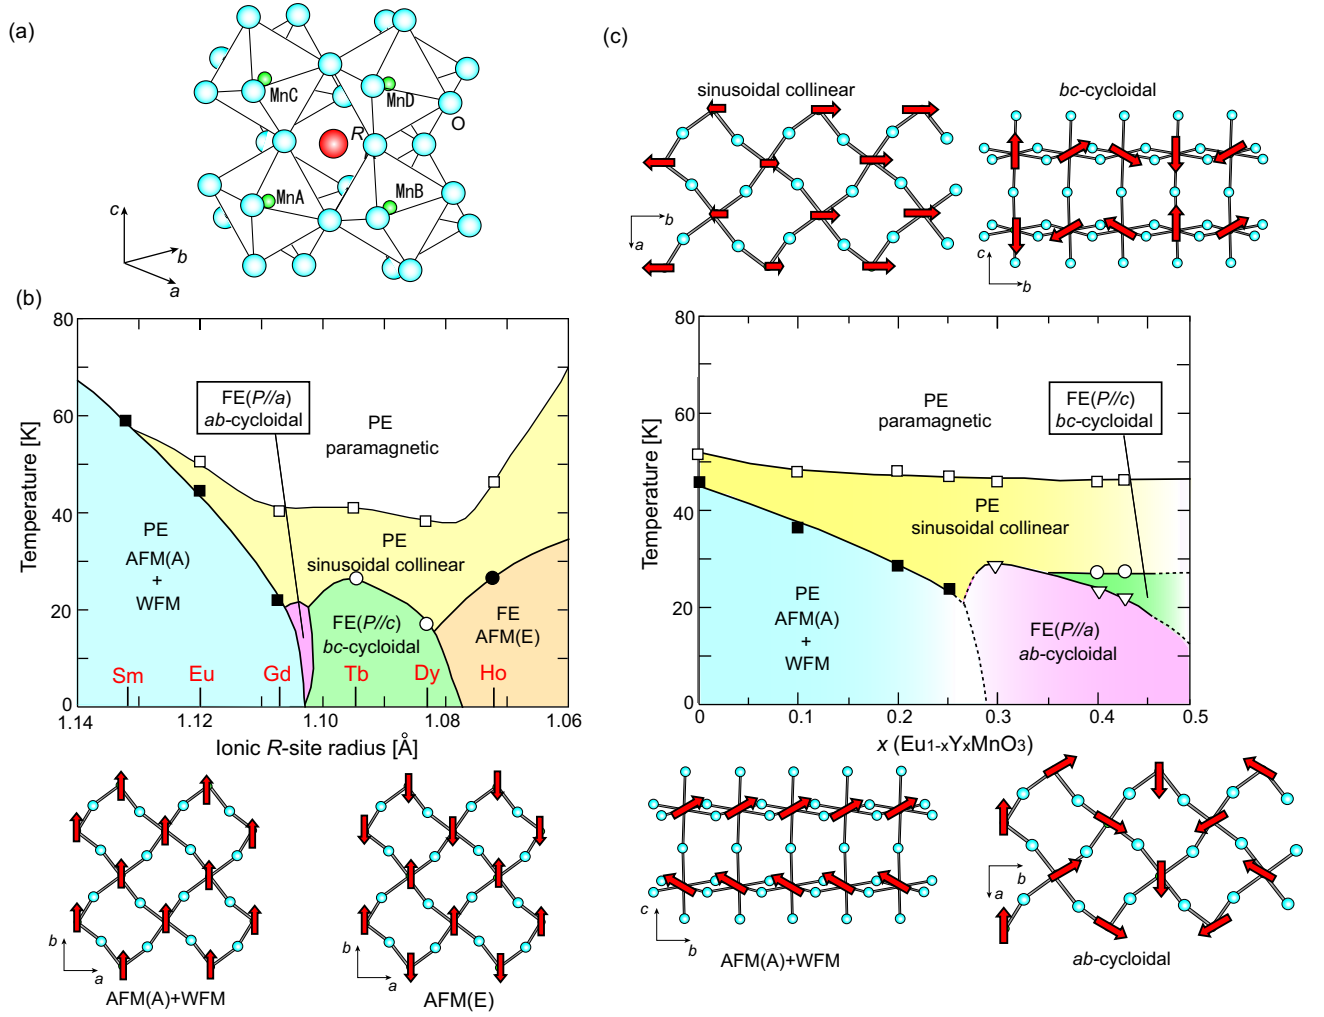 (a)
MnC
MnD
R
O
MnA
MnB
c
b
a
(b)
80
60
40
20
0
Temperature [K]
FE(P//a)
ab-cycloidal
PE
paramagnetic
PE
AFM(A)
+
WFM
PE
sinusoidal collinear
FE(P//c)
bc-cycloidal
FE
AFM(E)
Sm
Eu
Gd
Tb
Dy
Ho
1.14
1.12
1.10
1.08
1.06
Ionic R-site radius [Å]
b
a
AFM(A)+WFM
b
a
AFM(E)
(c)
sinusoidal collinear
b
a
bc-cycloidal
c
b
80
60
40
20
0
Temperature [K]
PE
paramagnetic
FE(P//c)
bc-cycloidal
PE
sinusoidal collinear
PE
AFM(A)
+
WFM
FE(P//a)
ab-cycloidal
0
0.1
0.2
0.3
0.4
0.5
x (Eu1-xYxMnO3)
c
b
AFM(A)+WFM
b
a
ab-cycloidal